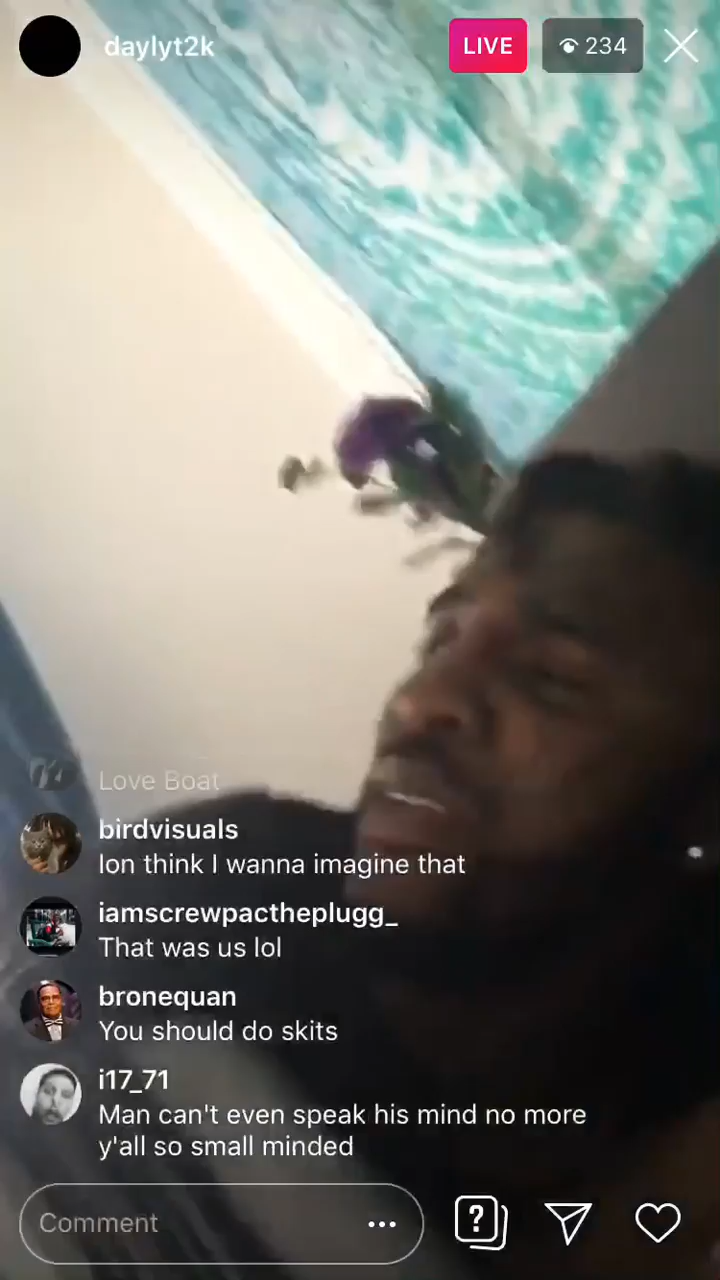 daylyt2k
LIVE
234
Love Boat
birdvisuals
Ion think I wanna imagine that
iamscrewpactheplugg_
That was us lol
bronequan
You should do skits
i17_71
Man can't even speak his mind no more
y'all so small minded
Comment